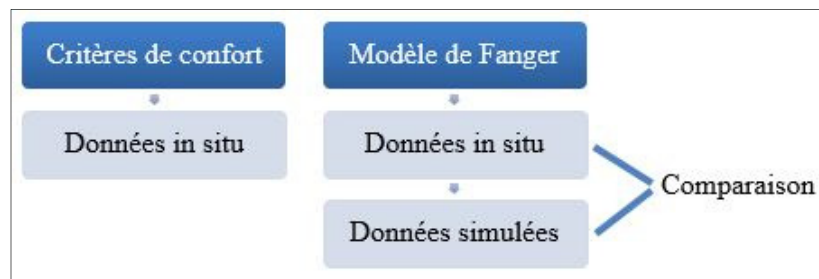 Critères de confort
Données in situ
Modèle de Fanger
Données in situ
Données simulées
Comparaison